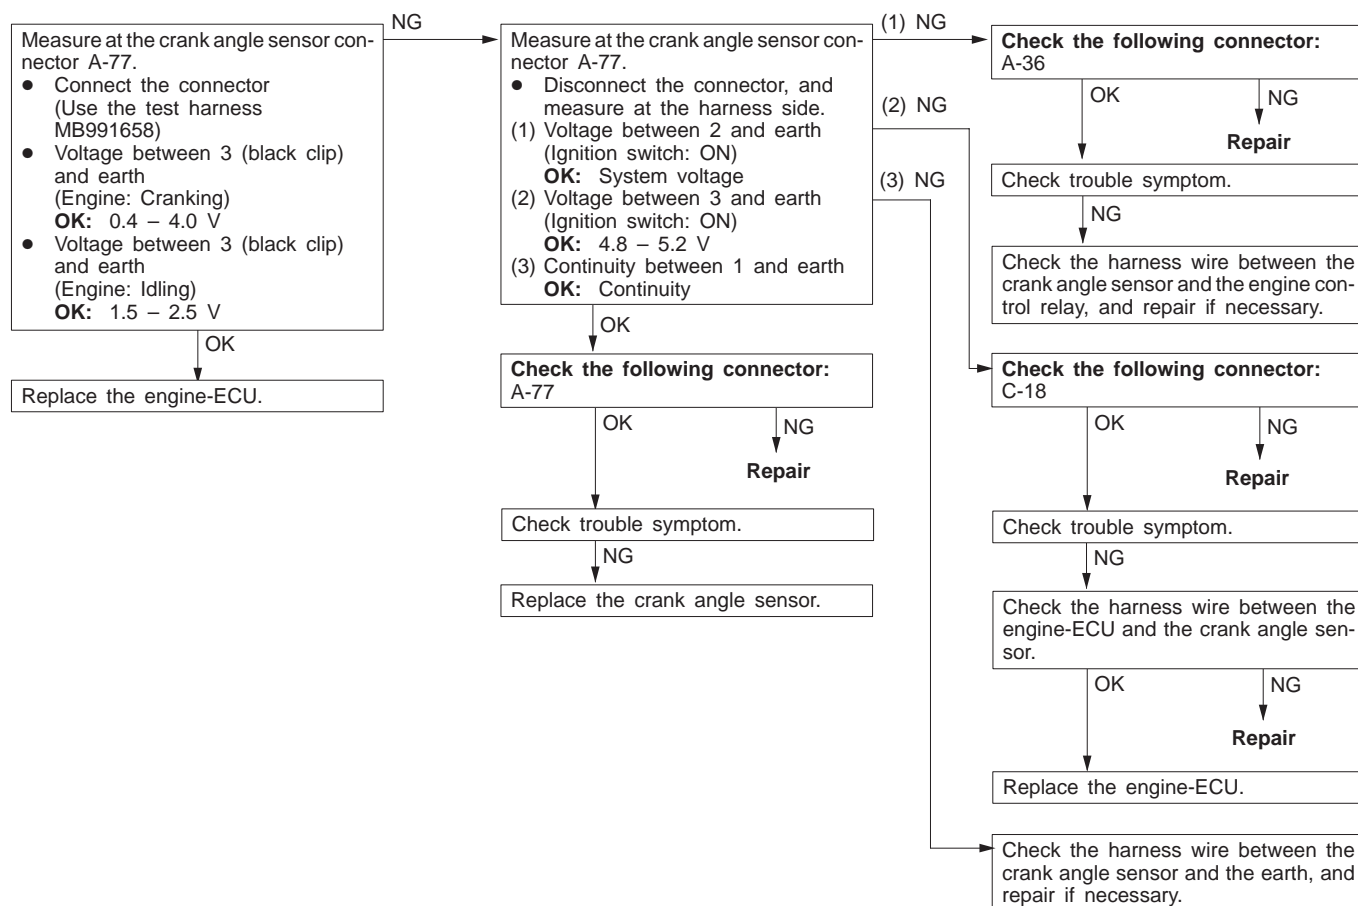 NG
Measure at the crank angle sensor con-
nector A-77.
● Connect the connector
(Use the test harness
MB991658)
● Voltage between 3 (black clip)
and earth
(Engine: Cranking)
OK: 0.4 – 4.0 V
● Voltage between 3 (black clip)
and earth
(Engine: Idling)
OK: 1.5 – 2.5 V
OK
Replace the engine-ECU.
Measure at the crank angle sensor con-
nector A-77.
● Disconnect the connector, and
measure at the harness side.
(1) Voltage between 2 and earth
(Ignition switch: ON)
OK: System voltage
(2) Voltage between 3 and earth
(Ignition switch: ON)
OK: 4.8 – 5.2 V
(3) Continuity between 1 and earth
OK: Continuity
OK
Check the following connector:
A-77
OK
NG
Repair
Check trouble symptom.
NG
Replace the crank angle sensor.
(1) NG
(2) NG
(3) NG
Check the following connector:
A-36
OK
NG
Repair
Check trouble symptom.
NG
Check the harness wire between the
crank angle sensor and the engine con-
trol relay, and repair if necessary.
Check the following connector:
C-18
OK
NG
Repair
Check trouble symptom.
NG
Check the harness wire between the
engine-ECU and the crank angle sen-
sor.
OK
NG
Repair
Replace the engine-ECU.
Check the harness wire between the
crank angle sensor and the earth, and
repair if necessary.